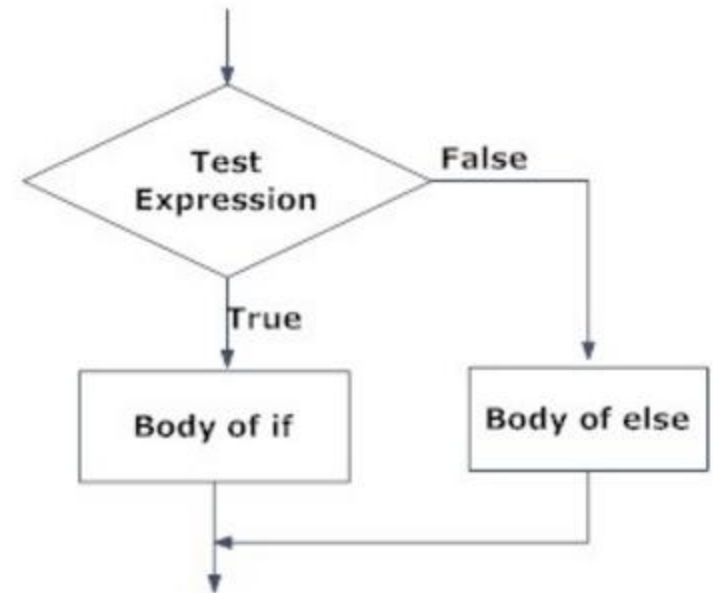 Test
Expression
False
True
Body of if
Body of else